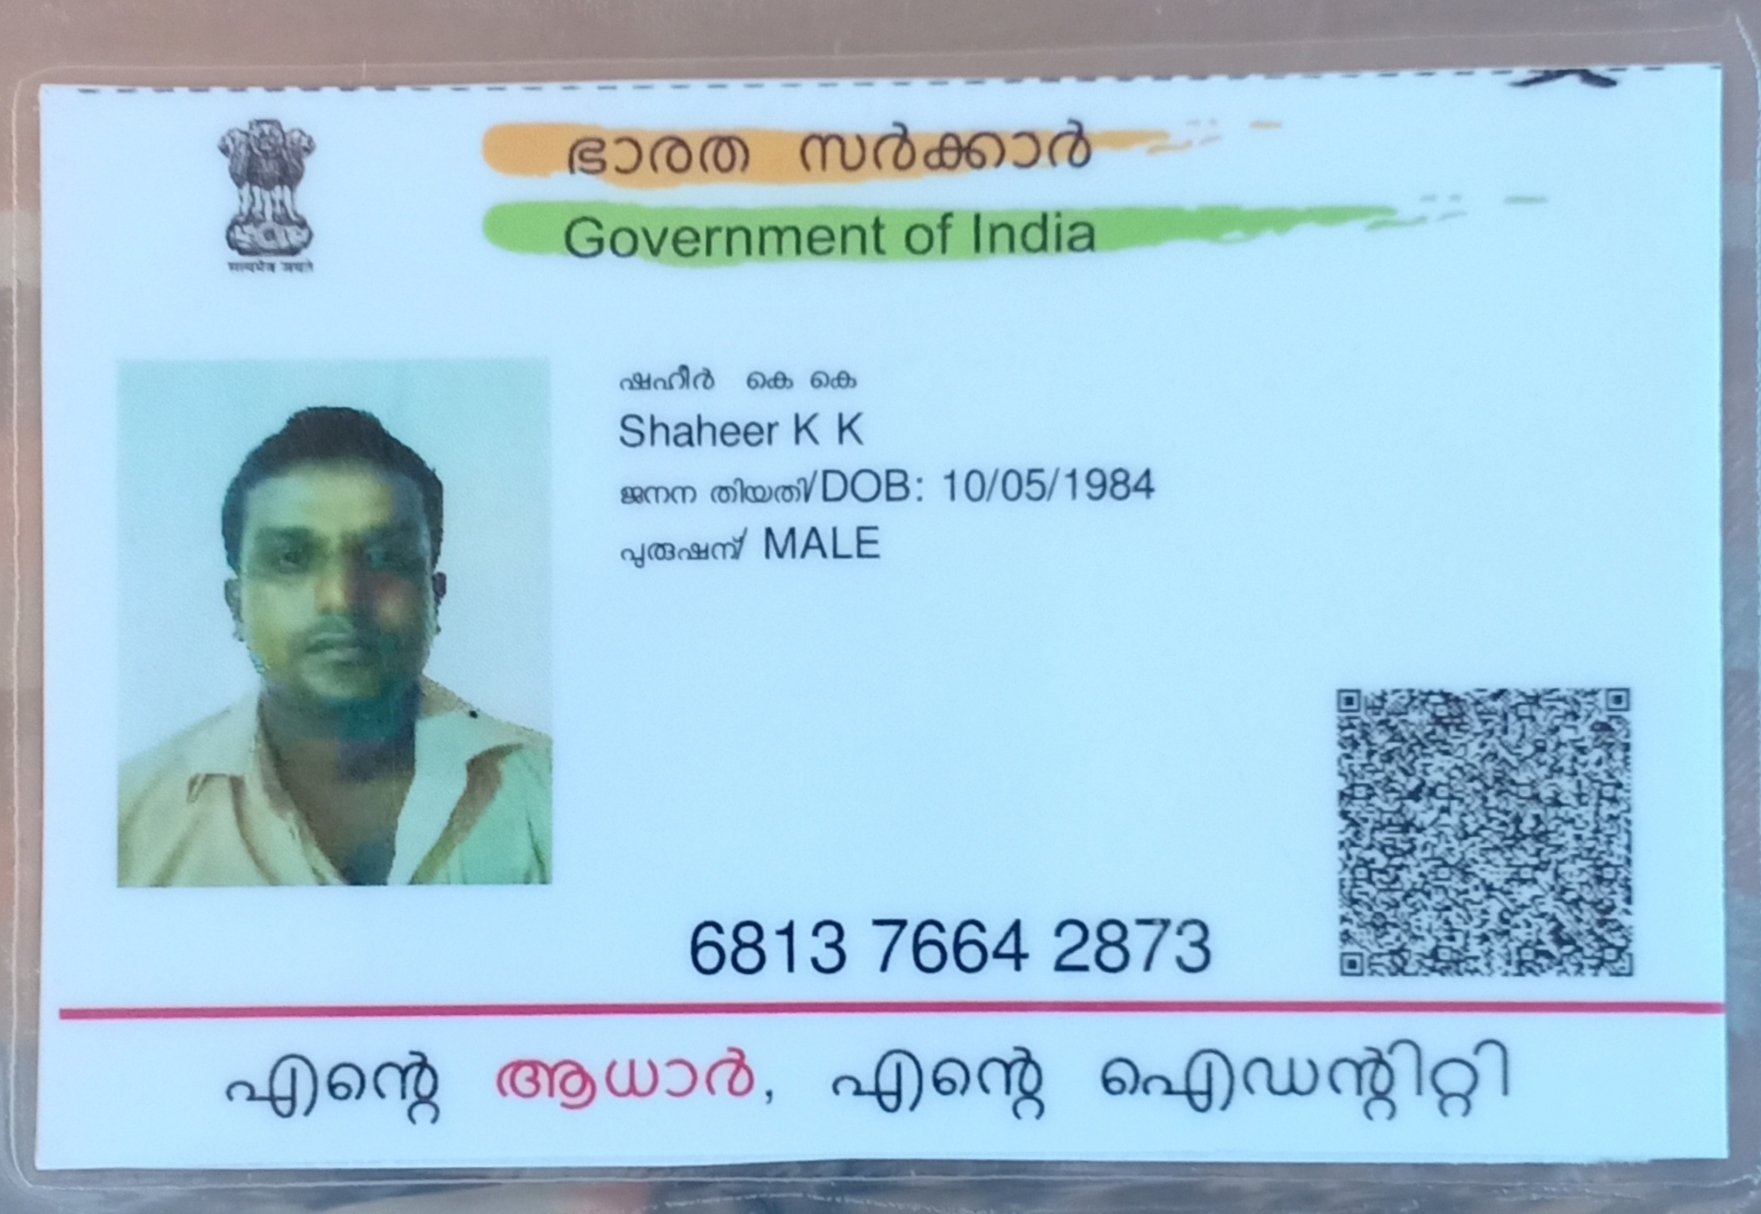 ഭാരത സർക്കാർ
Government of India
सत्यमेव जयते
ഷഹീർ കെ കെ
Shaheer K K
ജനന തിയതി/DOB: 10/05/1984
പുരുഷന്‍/ MALE
6813 7664 2873
എന്റെ ആധാർ, എന്റെ ഐഡന്റിറ്റി